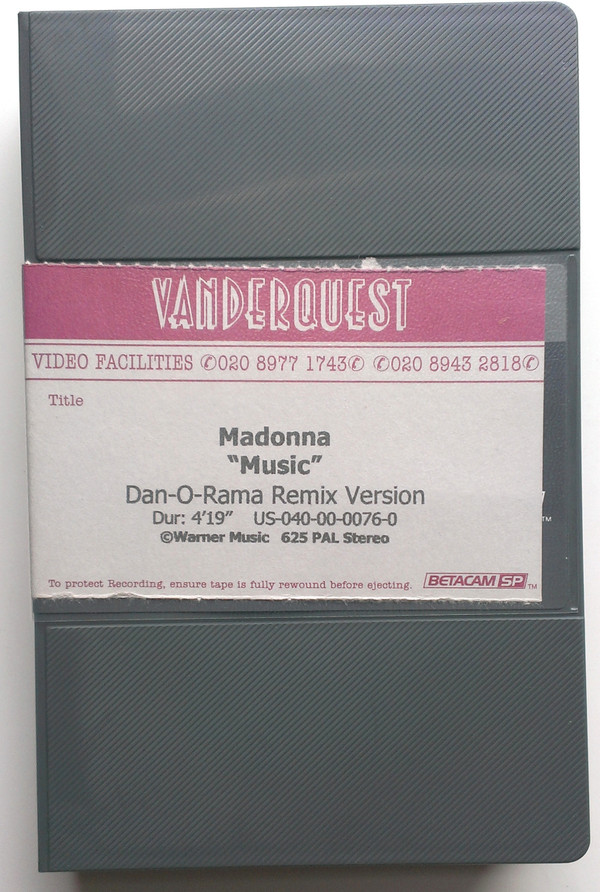 VANDERQUEST
VIDEO FACILITIES ✆020 8977 1743✆ ✆020 8943 2818✆
Title
Madonna
“Music”
Dan-O-Rama Remix Version
Dur: 4'19” US-040-00-0076-0
©Warner Music 625 PAL Stereo
To protect Recording, ensure tape is fully rewound before ejecting. BETACAM SP TM
TM